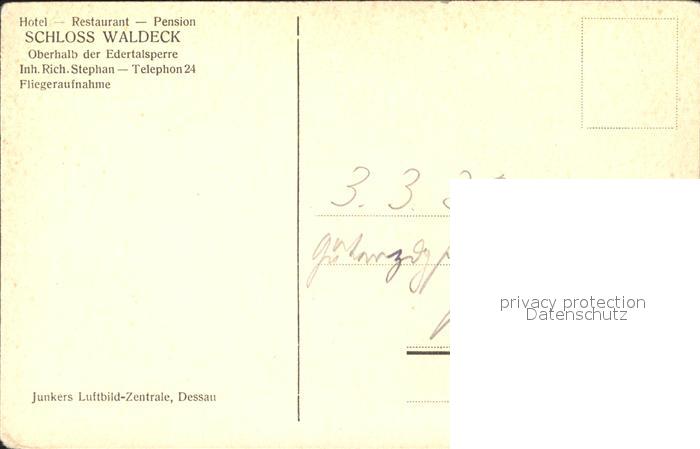 Hotel — Restaurant — Pension
SCHLOSS WALDECK
Oberhalb der Edertalsperre
Inh. Rich. Stephan — Telephon 24
Fliegeraufnahme
3. 3.
privacy protection
Datenschutz
Junkers Luftbild-Zentrale, Dessau